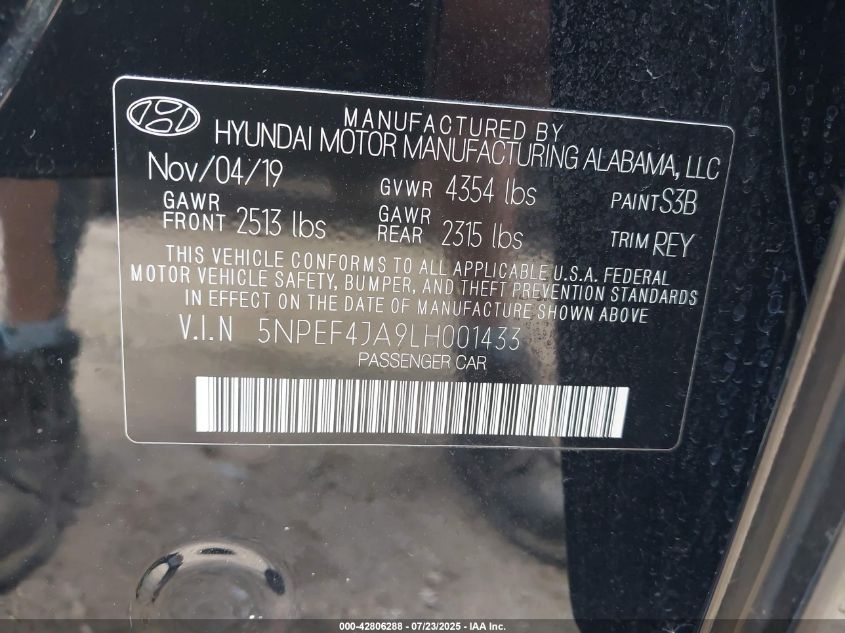 MANUFACTURED BY
HYUNDAI MOTOR MANUFACTURING ALABAMA, LLC
Nov/04/19 GVWR 4354 lbs PAINT S3B
GAWR FRONT 2513 lbs GAWR REAR 2315 lbs TRIM REY
THIS VEHICLE CONFORMS TO ALL APPLICABLE U.S.A. FEDERAL
MOTOR VEHICLE SAFETY, BUMPER, AND THEFT PREVENTION STANDARDS
IN EFFECT ON THE DATE OF MANUFACTURE SHOWN ABOVE
V.I.N 5NPEF4JA9LH001433
PASSENGER CAR
000-42806288 - 07/23/2025 - IAA Inc.